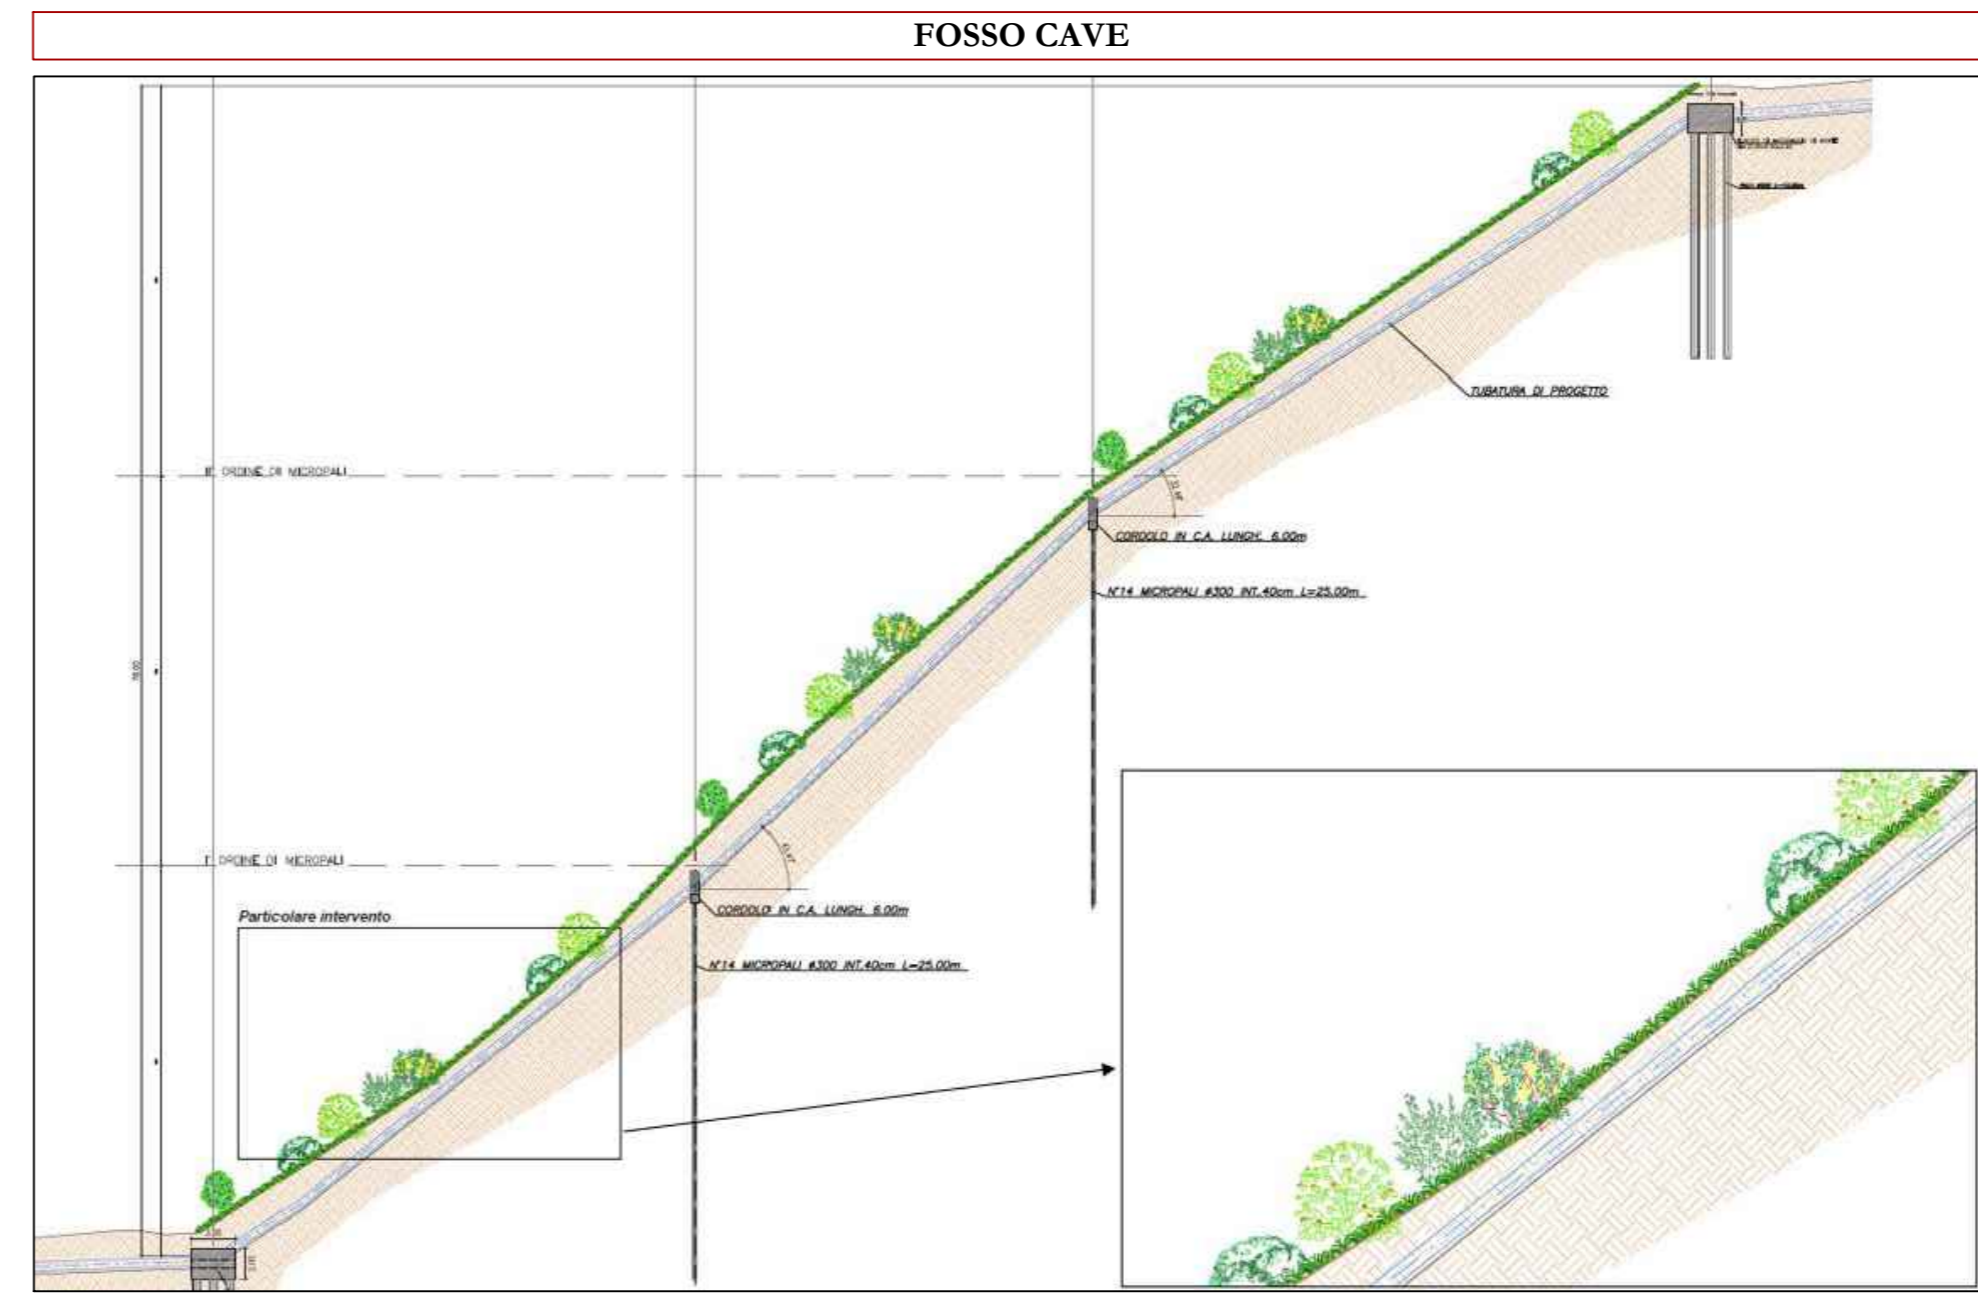 FOSSO CAVE
TUBATURA DI PROGETTO
II° ORDINE DI MICROPALI
CORDOLO IN C.A. LUNGH. 6.00m
N°14 MICROPALI ø300 INT.40cm L=25.00m
78.00
I° ORDINE DI MICROPALI
CORDOLO IN C.A. LUNGH. 6.00m
Particolare intervento
N°14 MICROPALI ø300 INT.40cm L=25.00m